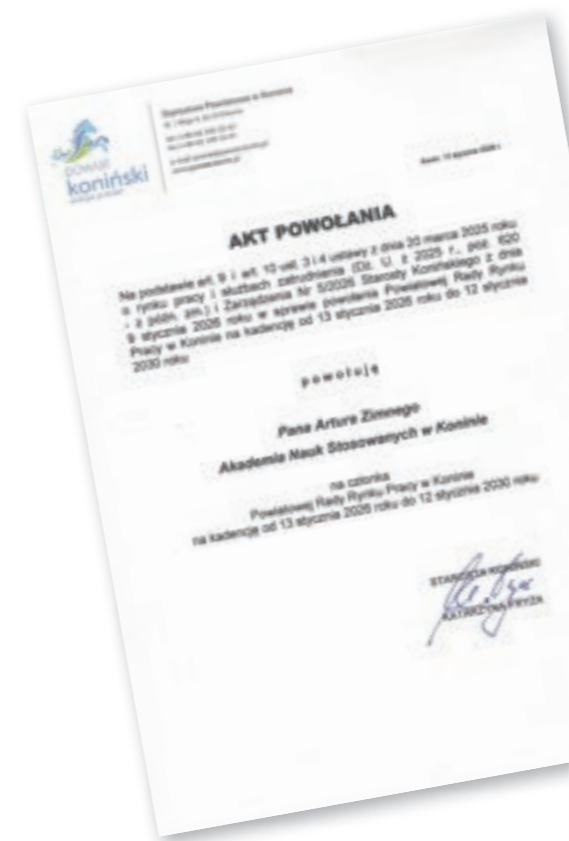 POWIAT
koniński
Starostwo Powiatowe w Koninie
AKT POWOŁANIA
Na podstawie art. 9 i art. 10 ust. 3 i 4 ustawy z dnia 20 marca 2025 roku
o rynku pracy i służbach zatrudnienia (Dz. U. z 2025 r., poz. 620
- z późn. zm.) i Zarządzenia Nr 5/2026 Starosty Konińskiego z dnia
9 stycznia 2026 roku w sprawie powołania Powiatowej Rady Rynku
Pracy w Koninie na kadencję od 13 stycznia 2026 roku do 12 stycznia
2030 roku
powołuję
Pana Artura Zimnego
Akademia Nauk Stosowanych w Koninie
na członka
Powiatowej Rady Rynku Pracy w Koninie
na kadencję od 13 stycznia 2026 roku do 12 stycznia 2030 roku
STAROSTA KONIŃSKI
KATARZYNA FRYZA